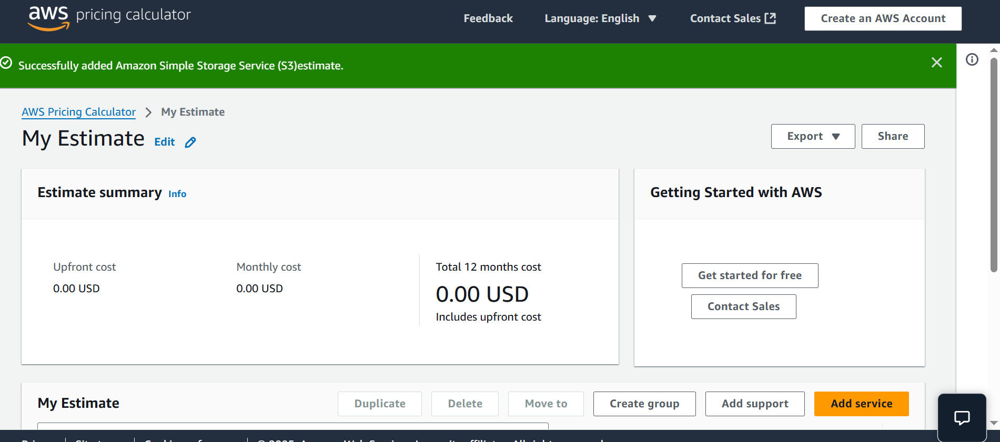 aws pricing calculator
Feedback
Language: English
Contact Sales
Create an AWS Account
Successfully added Amazon Simple Storage Service (S3)estimate.
AWS Pricing Calculator
My Estimate
My Estimate
Edit
Export
Share
Estimate summary Info
Getting Started with AWS
Upfront cost
0.00 USD
Monthly cost
0.00 USD
Total 12 months cost
0.00 USD
Includes upfront cost
Get started for free
Contact Sales
My Estimate
Duplicate
Delete
Move to
Create group
Add support
Add service